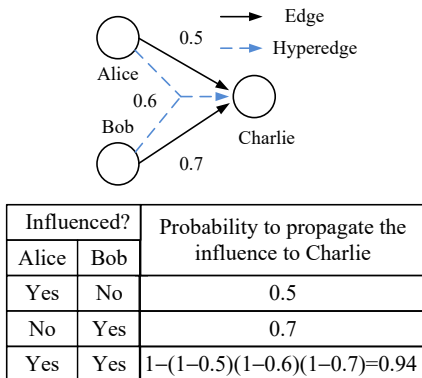 Edge
Hyperedge
0.5
Alice
0.6
Bob
Charlie
0.7
Influenced?
Probability to propagate the
influence to Charlie
Alice Bob
Yes No 0.5
No Yes 0.7
Yes Yes 1−(1−0.5)(1−0.6)(1−0.7)=0.94